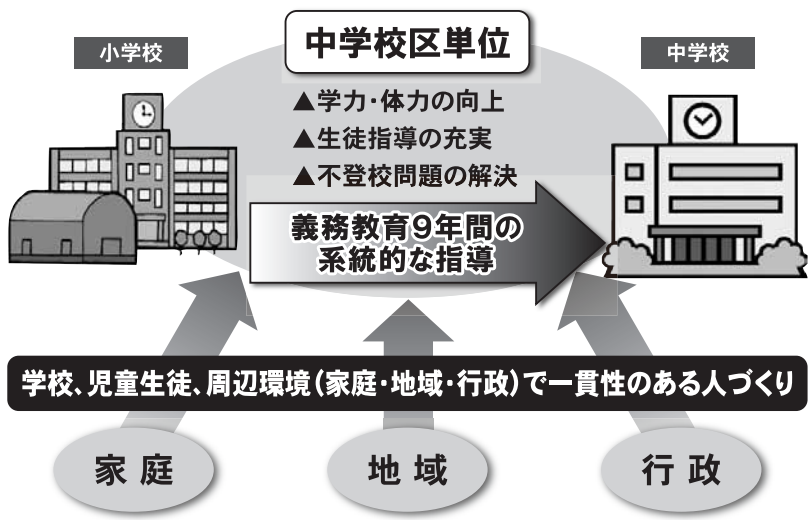 中学校区単位
小学校
中学校
▲学力・体力の向上
▲生徒指導の充実
▲不登校問題の解決
義務教育9年間の
系統的な指導
学校、児童生徒、周辺環境(家庭・地域・行政)で一貫性のある人づくり
家庭
地域
行政